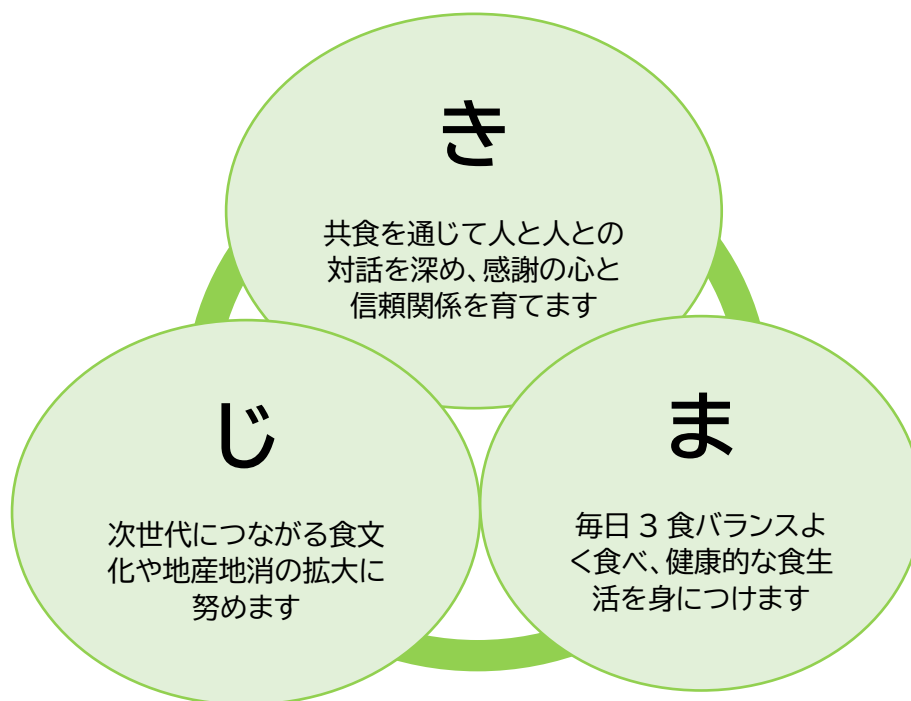 き
共食を通じて人と人との
対話を深め、感謝の心と
信頼関係を育てます
じ
次世代につながる食文
化や地産地消の拡大に
努めます
ま
毎日 3 食バランスよ
く食べ、健康的な食生
活を身につけます